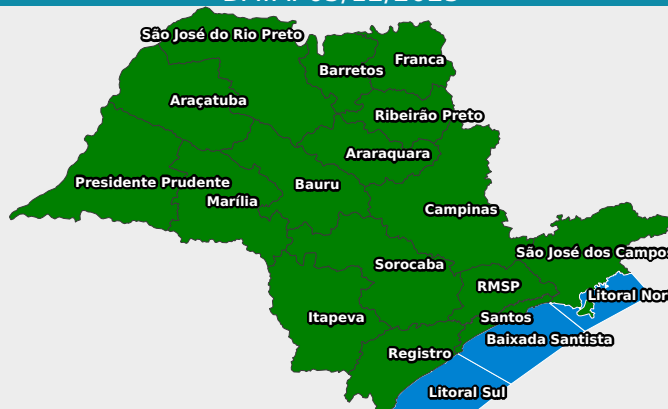 São José do Rio Preto
Franca
Barretos
Araçatuba
Ribeirão Preto
Araraquara
Presidente Prudente
Bauru
Marília
Campinas
São José dos Campos
Sorocaba
RMSP
Litoral Nor
Itapeva
Santos
Baixada Santista
Registro
Litoral Sul